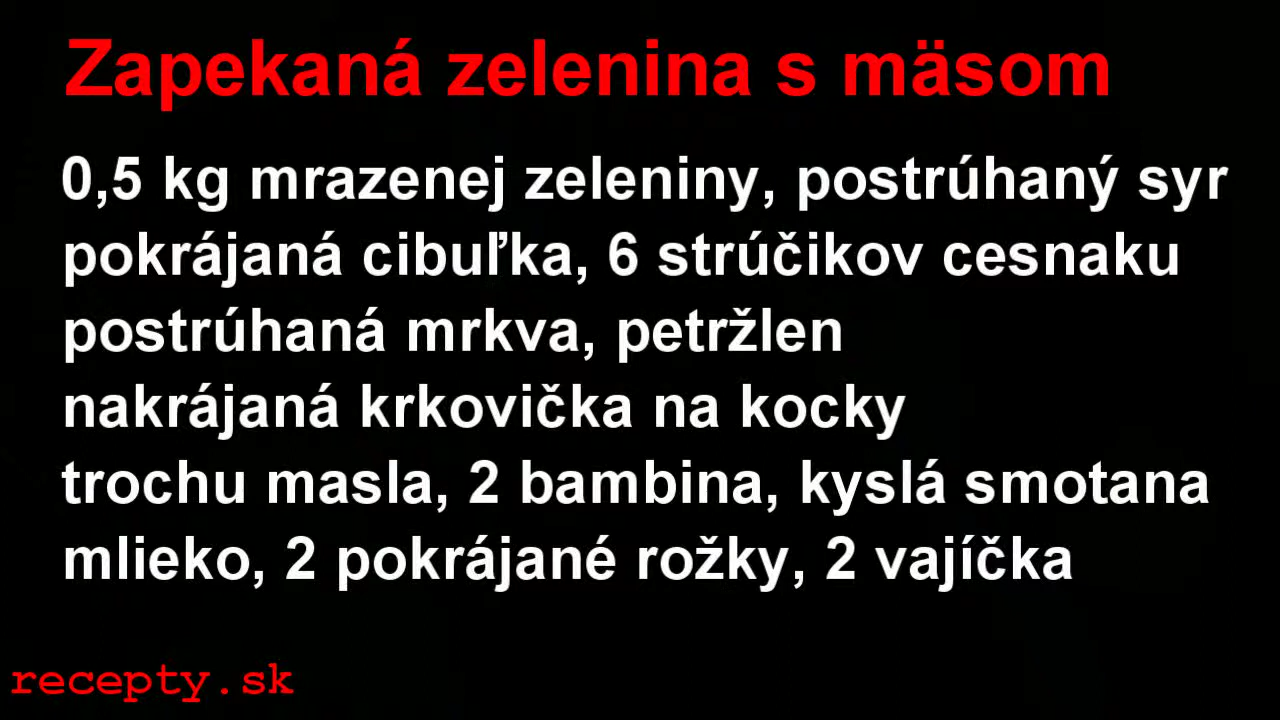 Zapekaná zelenina s mäsom
0,5 kg mrazenej zeleniny, postrúhaný syr
pokrájaná cibuľka, 6 strúčikov cesnaku
postrúhaná mrkva, petržlen
nakrájaná krkovička na kocky
trochu masla, 2 bambina, kyslá smotana
mlieko, 2 pokrájané rožky, 2 vajíčka
recepty.sk